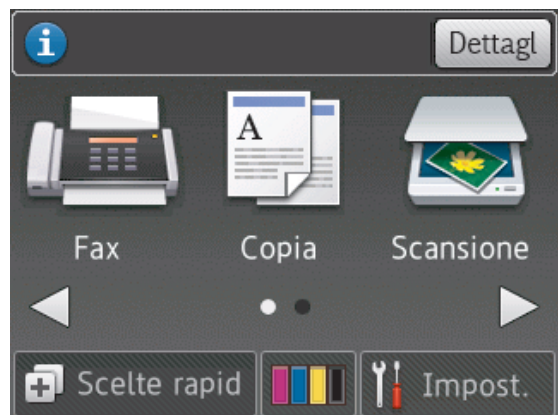 Dettagl
A
Fax
Copia
Scansione
Scelte rapid
Impost.